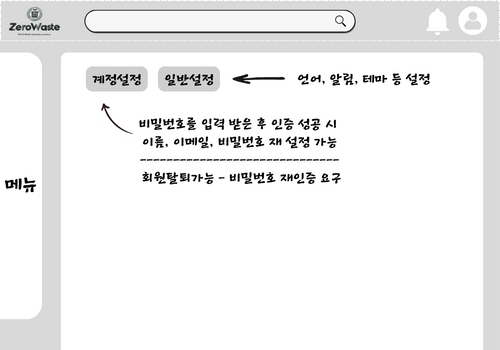 ZeroWaste
계정설정 일반설정 언어, 알림, 테마 등 설정
비밀번호를 입력 받은 후 인증 성공 시
이름, 이메일, 비밀번호 재 설정 가능
------------------------------
회원탈퇴가능 - 비밀번호 재인증 요구
메뉴